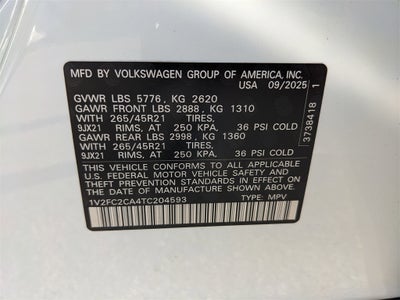 MFD BY VOLKSWAGEN GROUP OF AMERICA, INC.
USA 09/2025
GVWR LBS 5776, KG 2620
GAWR FRONT LBS 2888, KG 1310
WITH 265/45R21 TIRES,
9JX21 RIMS, AT 250 KPA, 36 PSI COLD
GAWR REAR LBS 2998, KG 1360
WITH 265/45R21 TIRES,
9JX21 RIMS, AT 250 KPA, 36 PSI COLD
THIS VEHICLE CONFORMS TO ALL APPLICABLE U.S.
FEDERAL MOTOR VEHICLE SAFETY STANDARDS IN EFFECT ON
THE DATE OF MANUFACTURE SHOWN ABOVE.
1V2FC2CA4TC204593 TYPE: MPV
3738418 1